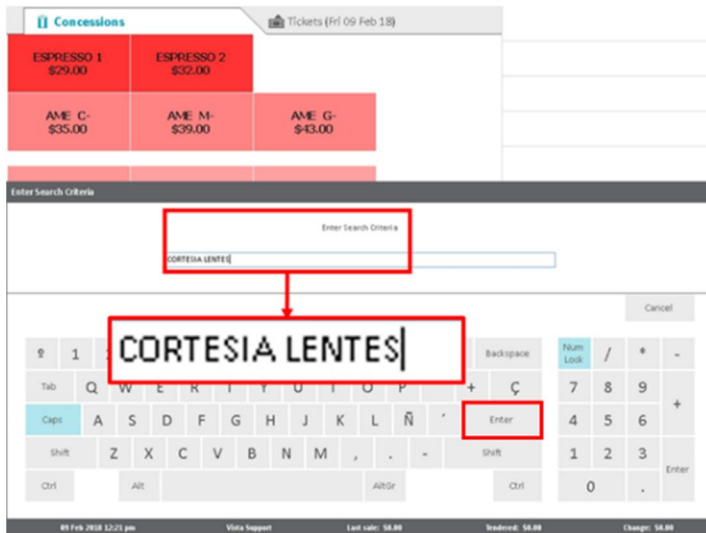 Concessions
Tickets (Fri 09 Feb 18)
ESPRESSO 1
$29.00
ESPRESSO 2
$32.00
AME C-
$35.00
AME M-
$39.00
AME G-
$43.00
Enter Search Criteria
Enter Search Criteria
CORTESIA LENTES
CORTESIA LENTES
Cancel
º 1 Backspace Num Lock / * -
Tab Q W E R T Y U I O P + Ç 7 8 9 +
Caps A S D F G H J K L Ñ ´ Enter 4 5 6
Shift Z X C V B N M , . - Shift 1 2 3 Enter
Ctrl Alt AltGr Ctrl 0 .
09 Feb 2018 12:21 pm Vista Support Last sale: $0.00 Tendered: $0.00 Change: $0.00